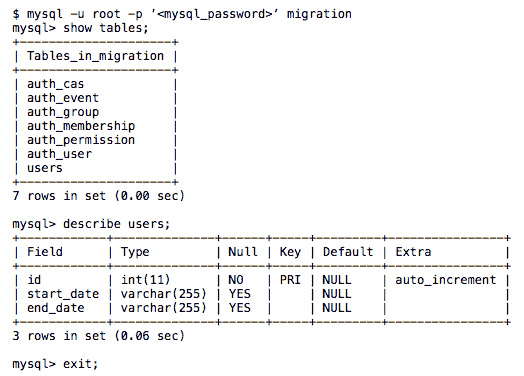 $ mysql -u root -p '<mysql_password>' migration
mysql> show tables;
+---------------------+
| Tables_in_migration |
+---------------------+
| auth_cas            |
| auth_event          |
| auth_group          |
| auth_membership     |
| auth_permission     |
| auth_user           |
| users               |
+---------------------+
7 rows in set (0.00 sec)

mysql> describe users;
+------------+--------------+------+-----+---------+----------------+
| Field      | Type         | Null | Key | Default | Extra          |
+------------+--------------+------+-----+---------+----------------+
| id         | int(11)      | NO   | PRI | NULL    | auto_increment |
| start_date | varchar(255) | YES  |     | NULL    |                |
| end_date   | varchar(255) | YES  |     | NULL    |                |
+------------+--------------+------+-----+---------+----------------+
3 rows in set (0.06 sec)

mysql> exit;